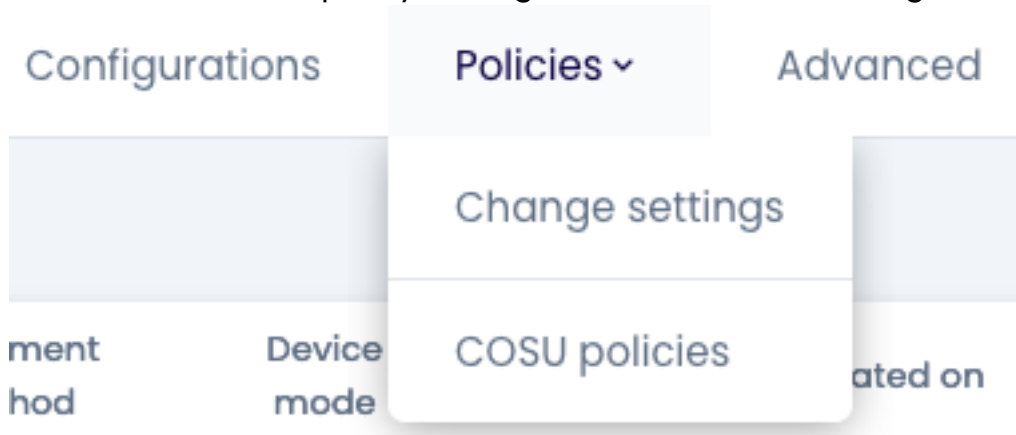 Configurations Policies Advanced
Change settings
COSU policies
ment Device ated on
hod mode